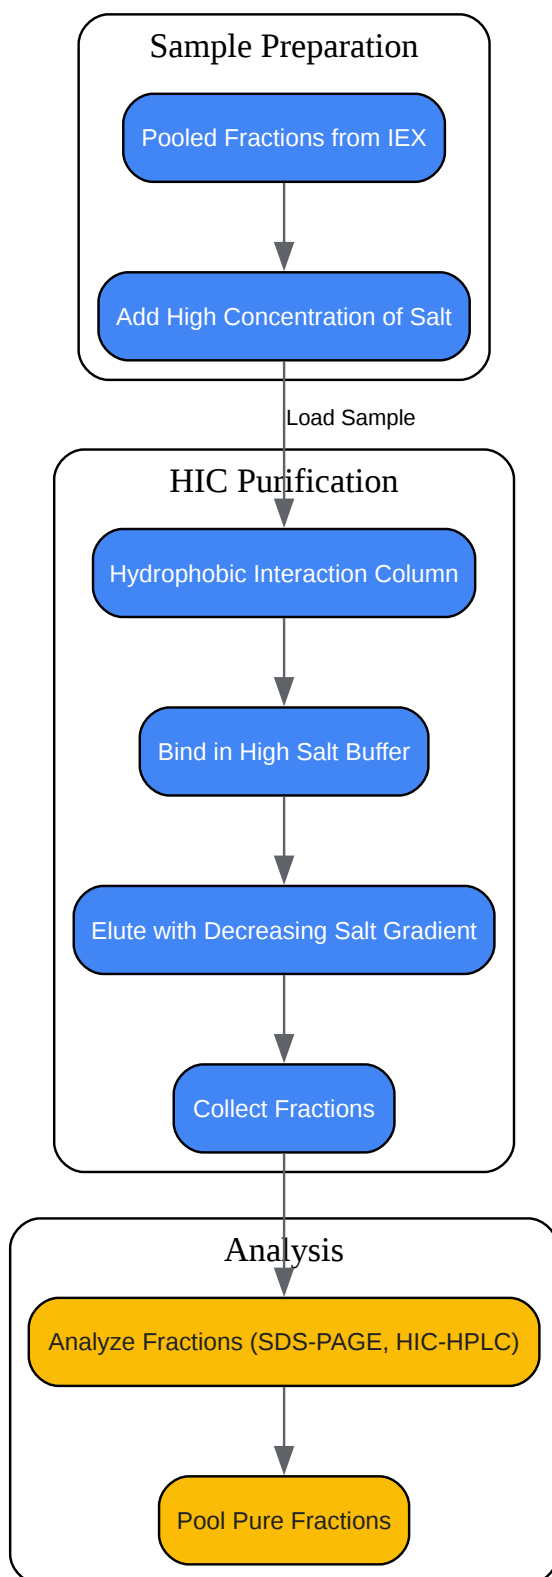 Sample Preparation
Pooled Fractions from IEX
Add High Concentration of Salt
Load Sample
HIC Purification
Hydrophobic Interaction Column
Bind in High Salt Buffer
Elute with Decreasing Salt Gradient
Collect Fractions
Analysis
Analyze Fractions (SDS-PAGE, HIC-HPLC)
Pool Pure Fractions